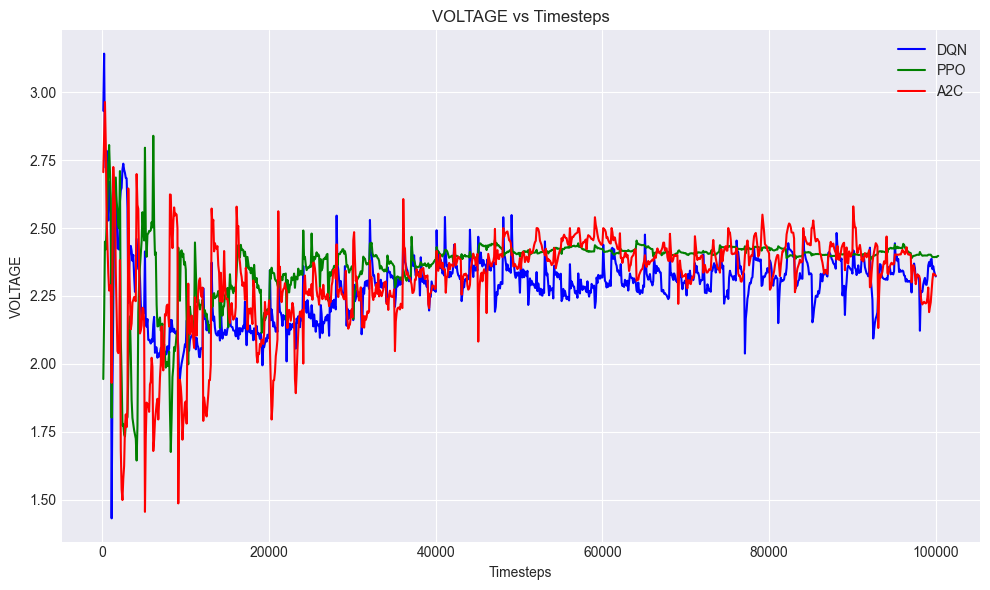 VOLTAGE vs Timesteps
DQN
PPO
A2C
VOLTAGE
3.00
2.75
2.50
2.25
2.00
1.75
1.50
0 20000 40000 60000 80000 100000
Timesteps